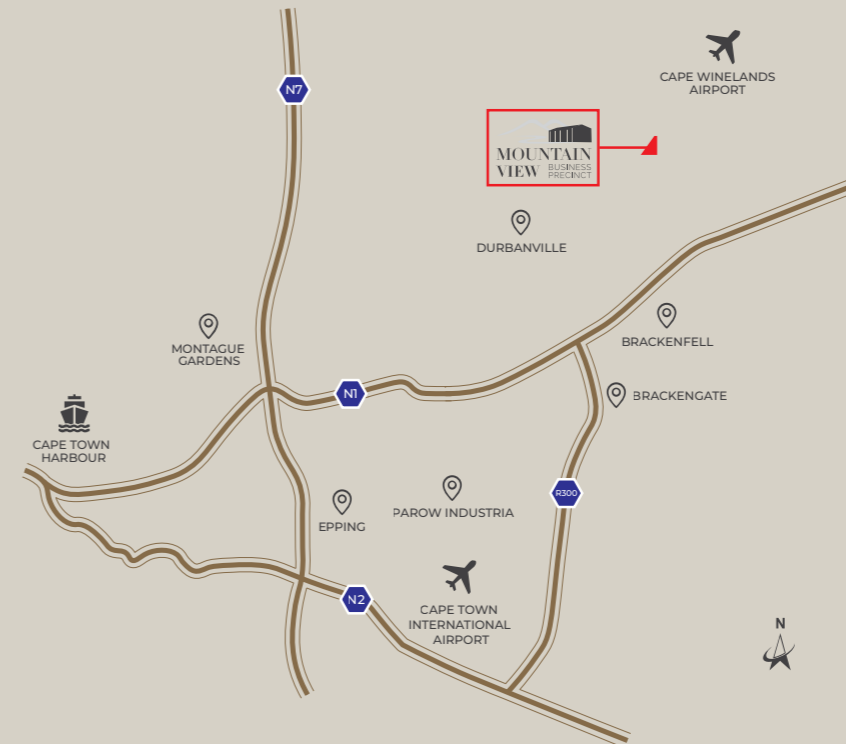 N7
CAPE WINELANDS
AIRPORT
MOUNTAIN
VIEW BUSINESS
PRECINCT
DURBANVILLE
MONTAGUE
GARDENS
BRACKENFELL
N1
BRACKENGATE
CAPE TOWN
HARBOUR
R300
EPPING
PAROW INDUSTRIA
N2
CAPE TOWN
INTERNATIONAL
AIRPORT
N